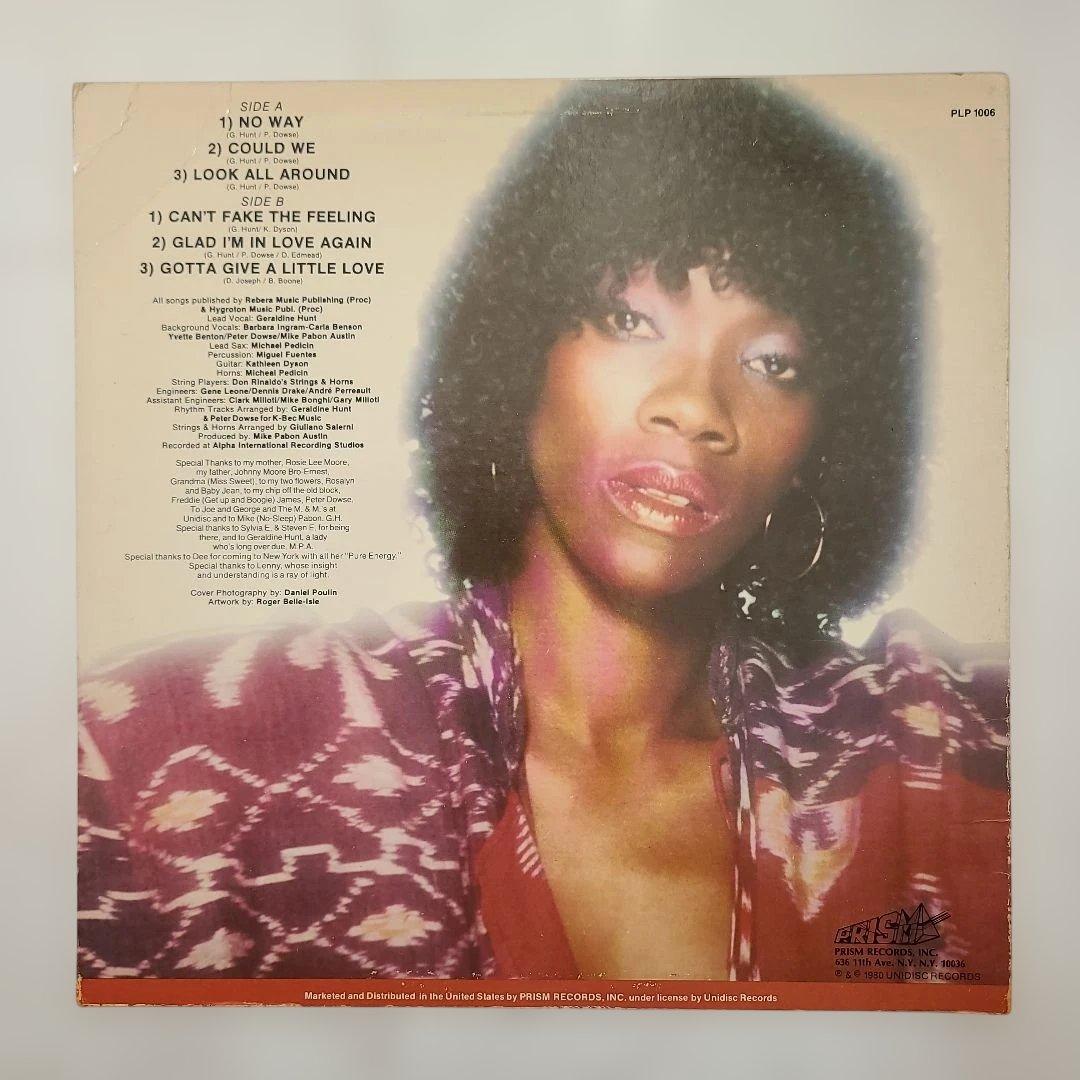 SIDE A
1) NO WAY
(G. Hunt / P. Dowse)
2) COULD WE
(G. Hunt / P. Dowse)
3) LOOK ALL AROUND
(G. Hunt / P. Dowse)
SIDE B
1) CAN'T FAKE THE FEELING
(G. Hunt / K. Dyson)
2) GLAD I'M IN LOVE AGAIN
(G. Hunt / P. Dowse / D. Edmead)
3) GOTTA GIVE A LITTLE LOVE
(D. Joseph / B. Boone)
All songs published by Rebera Music Publishing (Proc)
& Hygroton Music Publ. (Proc)
Lead Vocal: Geraldine Hunt
Background Vocals: Barbara Ingram-Carla Benson
Yvette Benton/Peter Dowse/Mike Pabon Austin
Lead Sax: Michael Pedicin
Percussion: Miguel Fuentes
Guitar: Kathleen Dyson
Horns: Micheal Pedicin
String Players: Don Rinaldo's Strings & Horns
Engineers: Gene Leone/Dennis Drake/André Perreault
Assistant Engineers: Clark Milioti/Mike Bonghi/Gary Milioti
Rhythm Tracks Arranged by: Geraldine Hunt
& Peter Dowse for K-Bec Music
Strings & Horns Arranged by Giuliano Salerni
Produced by: Mike Pabon Austin
Recorded at Alpha International Recording Studios
Special Thanks to my mother, Rosie Lee Moore,
my father, Johnny Moore Bro Ernest,
Grandma (Miss Sweet), to my two flowers, Rosalyn
and Baby Jean, to my chip off the old block,
Freddie (Get up and Boogie) James, Peter Dowse,
To Joe and George and The M. & M.'s at
Unidisc and to Mike (No-Sleep) Pabon. G.H.
Special thanks to Sylvia E. & Steven E. for being
there, and to Geraldine Hunt, a lady
who's long over due. M.P.A.
Special thanks to Dee for coming to New York with all her "Pure Energy."
Special thanks to Lenny, whose insight
and understanding is a ray of light.
Cover Photography by: Daniel Poulin
Artwork by: Roger Belle-Isle
PLP 1006
PRISM
PRISM RECORDS, INC.
636 11th Ave. N.Y. N.Y. 10036
℗ & © 1980 UNIDISC RECORDS
Marketed and Distributed in the United States by PRISM RECORDS, INC. under license by Unidisc Records